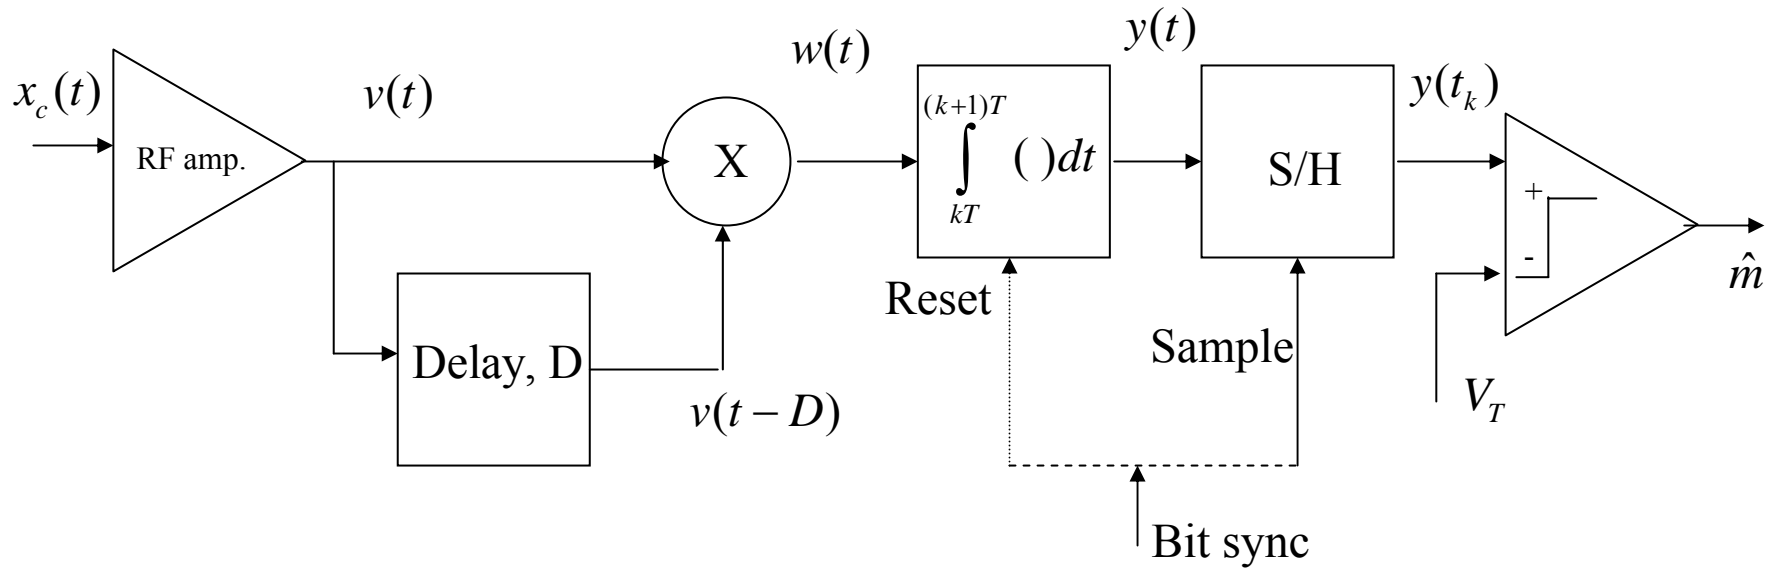 x_c(t)
RF amp.
v(t)
X
w(t)
∫_{kT}^{(k+1)T} ( )dt
y(t)
S/H
y(t_k)
+
-
m̂
Delay, D
v(t − D)
Reset
Sample
V_T
Bit sync